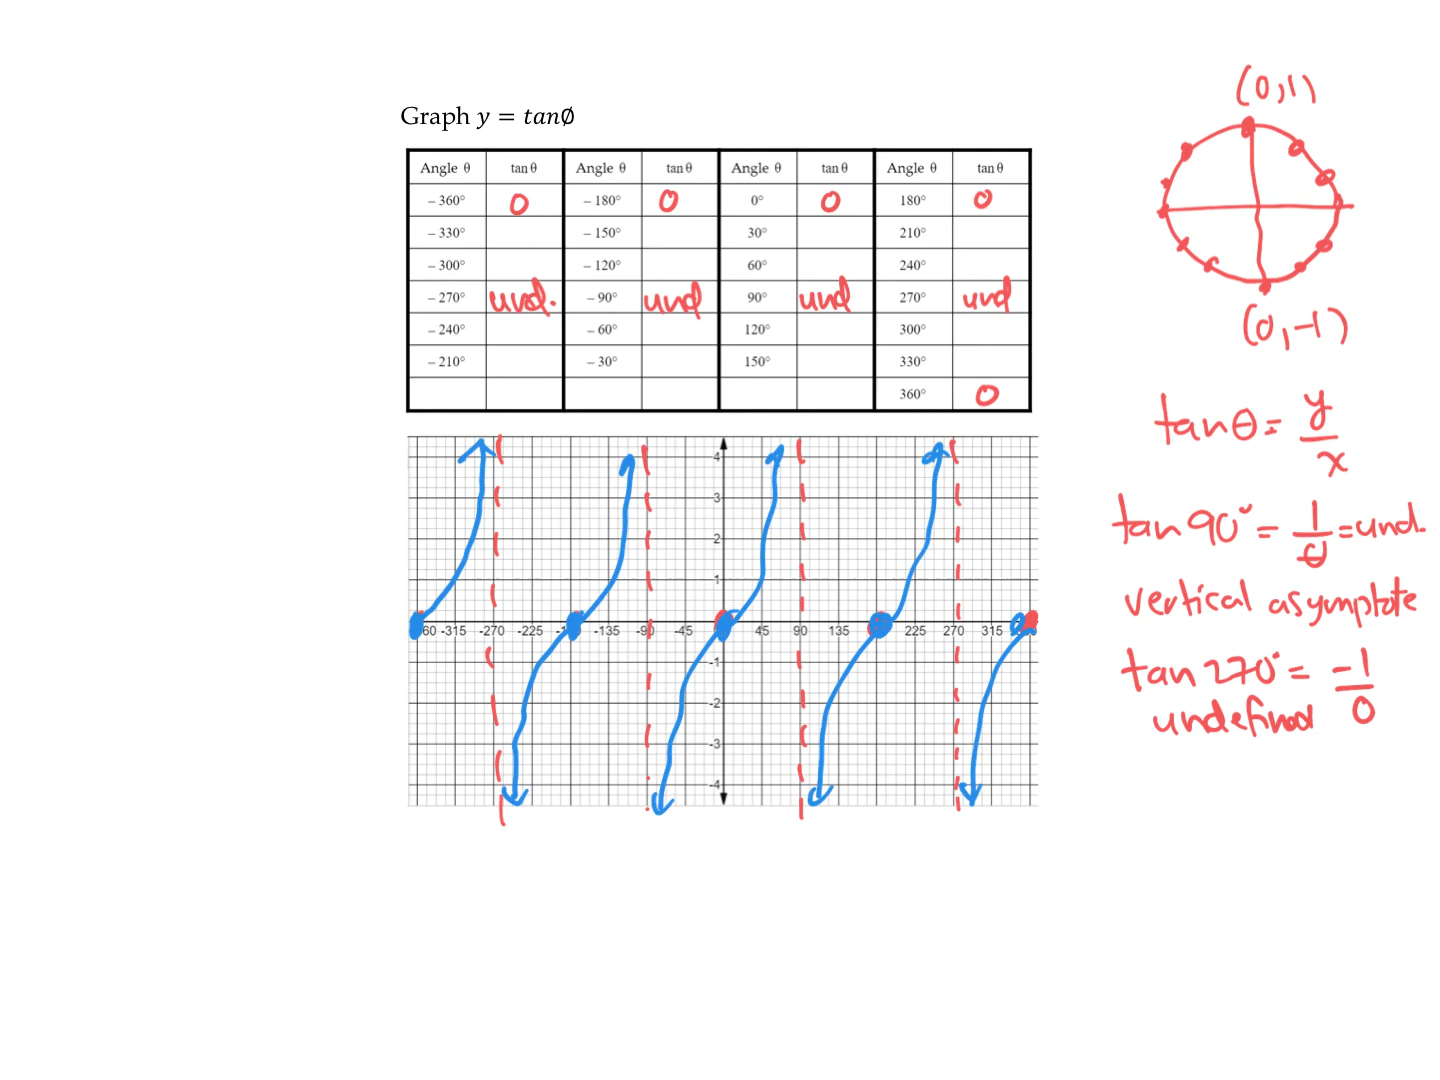 Graph y = tanØ
Angle θ tan θ Angle θ tan θ Angle θ tan θ Angle θ tan θ
– 360° 0 – 180° 0 0° 0 180° 0
– 330° – 150° 30° 210°
– 300° – 120° 60° 240°
– 270° und. – 90° und 90° und 270° und
– 240° – 60° 120° 300°
– 210° – 30° 150° 330°
360° 0
4
3
2
1
60 -315 -270 -225 -1 -135 -90 -45 45 90 135 225 270 315
-1
-2
-3
-4
(0,1)
(0,-1)
tanθ = y/x
tan 90° = 1/0 = und.
vertical asymptote
tan 270° = -1/0
undefined